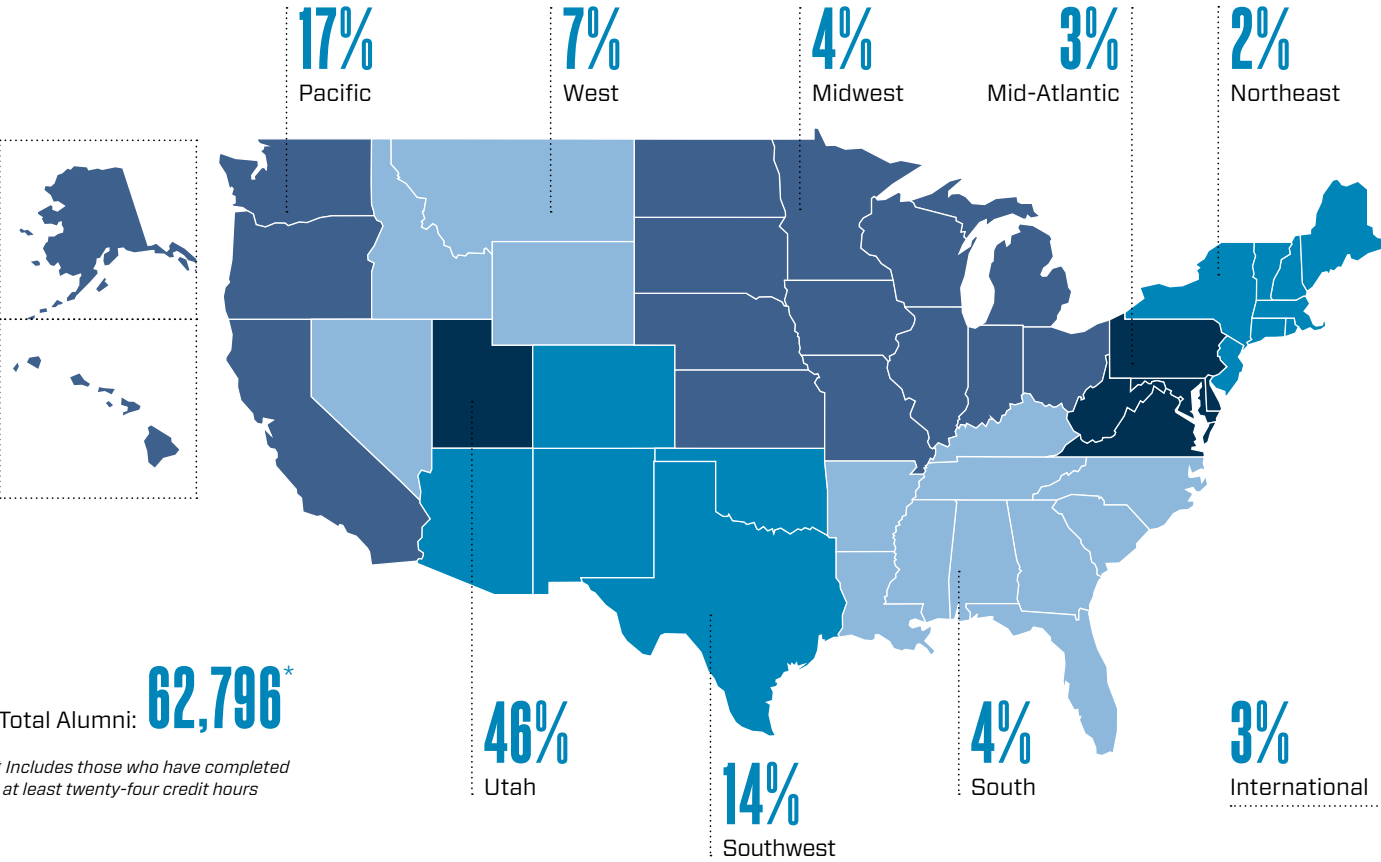 17%
Pacific
7%
West
4%
Midwest
3%
Mid-Atlantic
2%
Northeast
Total Alumni: 62,796*
* Includes those who have completed
at least twenty-four credit hours
46%
Utah
14%
Southwest
4%
South
3%
International